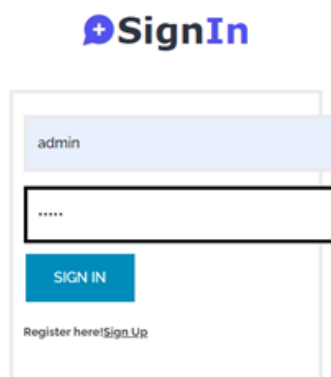 SignIn
admin
•••••
SIGN IN
Register here!Sign Up